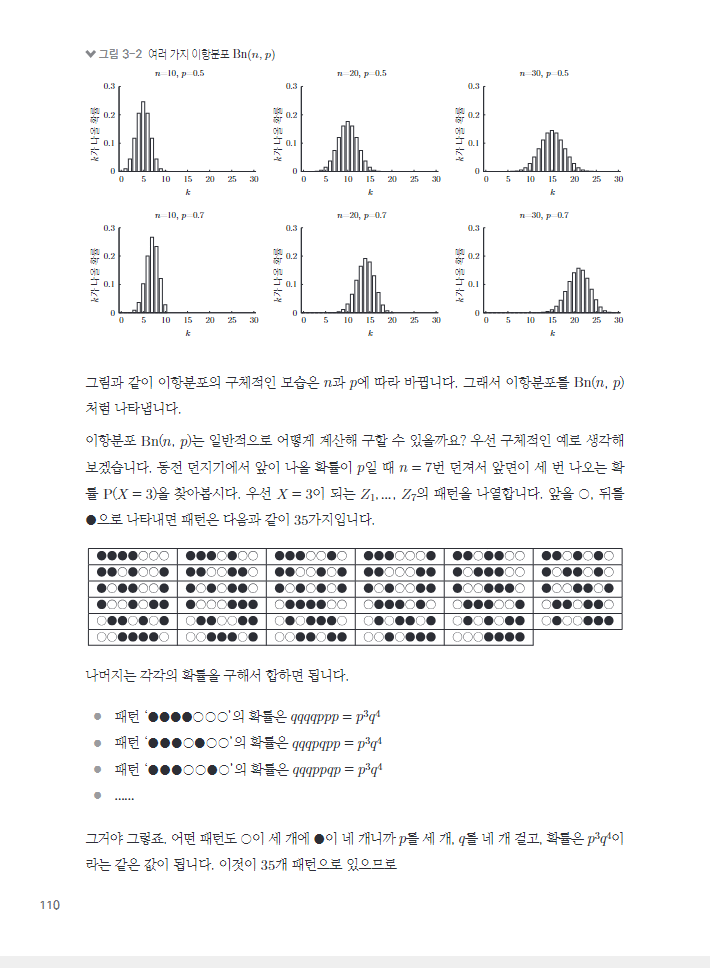 그림 3-2 여러 가지 이항분포 Bn(n, p)
n=10, p=0.5
n=20, p=0.5
n=30, p=0.5
0.3
0.2
0.1
0
k가 나올 확률
0 5 10 15 20 25 30
k
0.3
0.2
0.1
0
k가 나올 확률
0 5 10 15 20 25 30
k
0.3
0.2
0.1
0
k가 나올 확률
0 5 10 15 20 25 30
k
n=10, p=0.7
n=20, p=0.7
n=30, p=0.7
0.3
0.2
0.1
0
k가 나올 확률
0 5 10 15 20 25 30
k
0.3
0.2
0.1
0
k가 나올 확률
0 5 10 15 20 25 30
k
0.3
0.2
0.1
0
k가 나올 확률
0 5 10 15 20 25 30
k
그림과 같이 이항분포의 구체적인 모습은 n과 p에 따라 바뀝니다. 그래서 이항분포를 Bn(n, p)
처럼 나타냅니다.
이항분포 Bn(n, p)는 일반적으로 어떻게 계산해 구할 수 있을까요? 우선 구체적인 예로 생각해
보겠습니다. 동전 던지기에서 앞이 나올 확률이 p일 때 n = 7번 던져서 앞면이 세 번 나오는 확
률 P(X = 3)을 찾아봅시다. 우선 X = 3이 되는 Z₁, ..., Z₇의 패턴을 나열합니다. 앞을 ○, 뒤를
●으로 나타내면 패턴은 다음과 같이 35가지입니다.
●●●●○○○ ●●●○●○○ ●●●○○●○ ●●●○○○● ●●○●●○○ ●●○●○●○
●●○●○○● ●●○○●●○ ●●○○●○● ●●○○○●● ●○●●●○○ ●○●●○●○
●○●●○○● ●○●○●●○ ●○●○●○● ●○●○○●● ●○○●●●○ ●○○●●○●
●○○●○●● ●○○○●●● ○●●●●○○ ○●●●○●○ ○●●●○○● ○●●○●●○
○●●○●○● ○●●○○●● ○●○●●●○ ○●○●●○● ○●○●○●● ○●○○●●●
○○●●●●○ ○○●●●○● ○○●●○●● ○○●○●●● ○○○●●●●
나머지는 각각의 확률을 구해서 합하면 됩니다.
● 패턴 ‘●●●●○○○’의 확률은 qqqqppp = p³q⁴
● 패턴 ‘●●●○●○○’의 확률은 qqqpqpp = p³q⁴
● 패턴 ‘●●●○○●○’의 확률은 qqqppqp = p³q⁴
● ......
그거야 그렇죠. 어떤 패턴도 ○이 세 개에 ●이 네 개니까 p를 세 개, q를 네 개 걸고, 확률은 p³q⁴이
라는 같은 값이 됩니다. 이것이 35개 패턴으로 있으므로
110